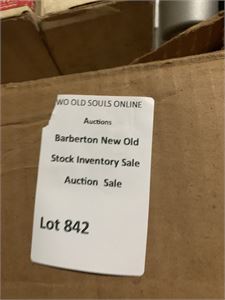 WO OLD SOULS ONLINE
Auctions
Barberton New Old
Stock Inventory Sale
Auction Sale
Lot 842